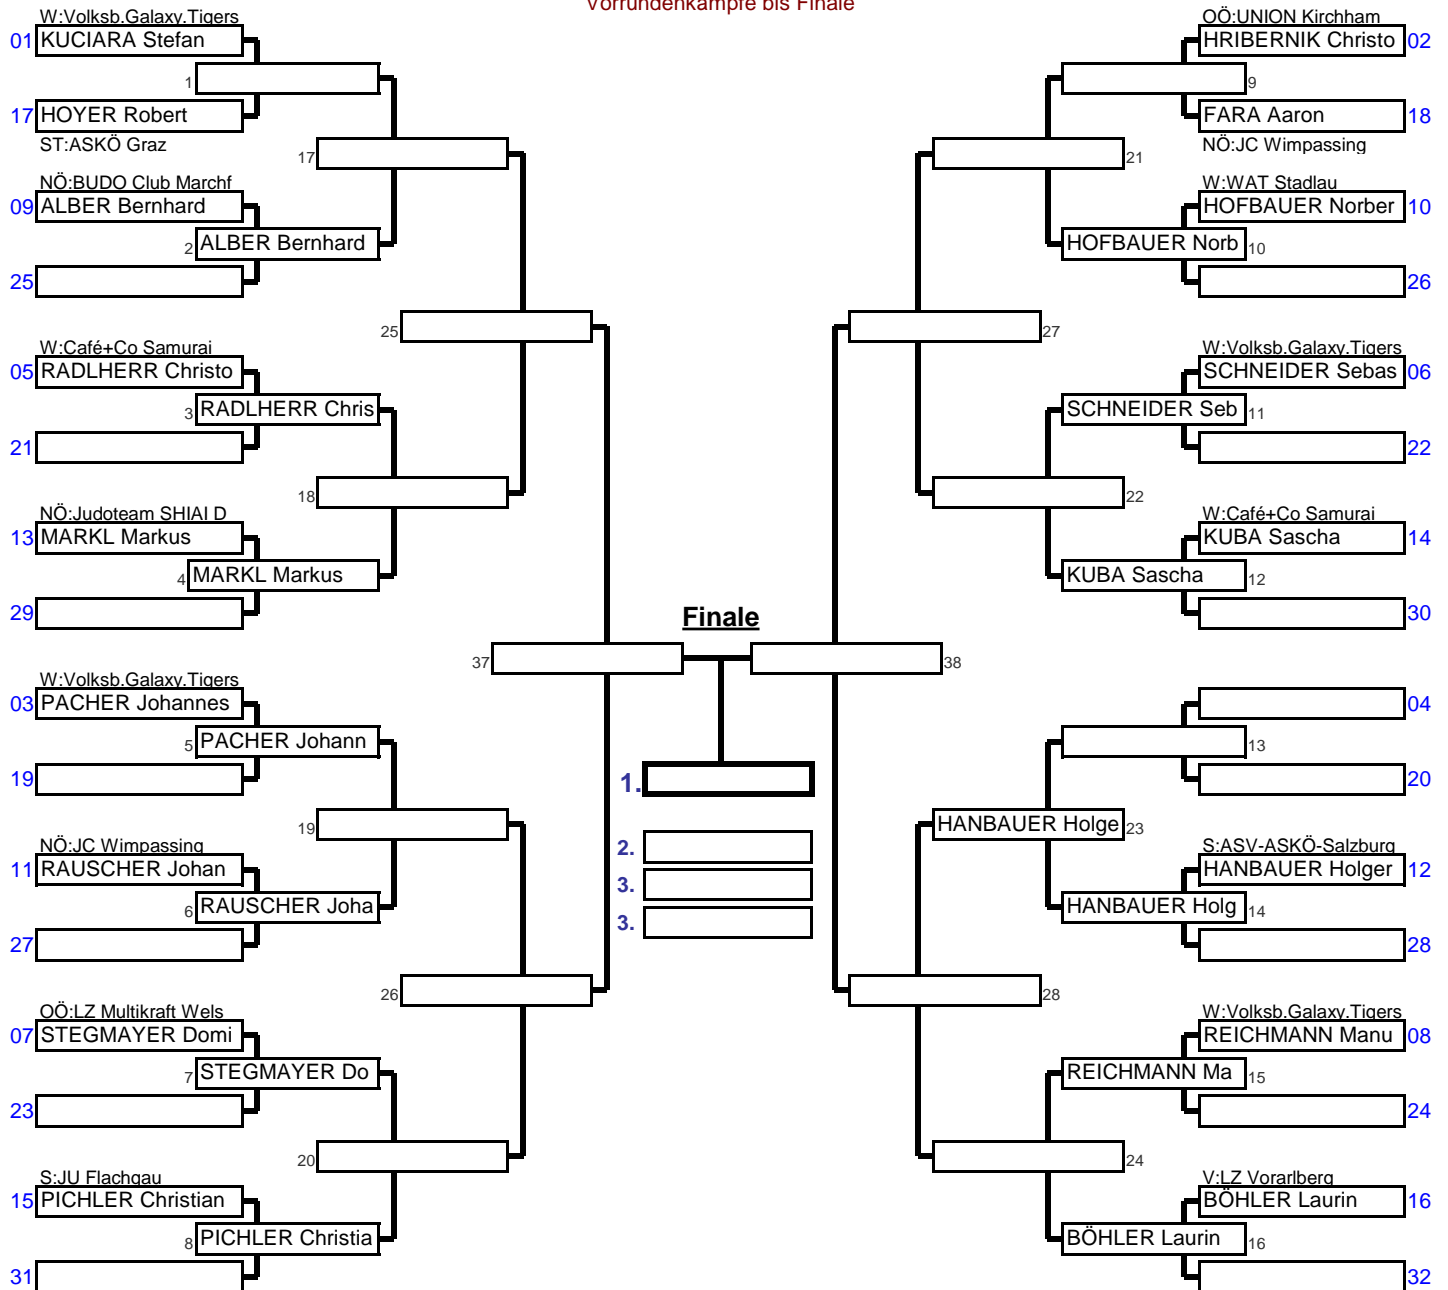 Vorrundenkämpfe bis Finale
W:Volksb.Galaxy.Tigers
01 KUCIARA Stefan
1
17 HOYER Robert
ST:ASKÖ Graz
17
NÖ:BUDO Club Marchf
09 ALBER Bernhard
2 ALBER Bernhard
25
25
W:Café+Co Samurai
05 RADLHERR Christo
3 RADLHERR Chris
21
18
NÖ:Judoteam SHIAI D
13 MARKL Markus
4 MARKL Markus
29
37
W:Volksb.Galaxy.Tigers
03 PACHER Johannes
5 PACHER Johann
19
19
NÖ:JC Wimpassing
11 RAUSCHER Johan
6 RAUSCHER Joha
27
26
OÖ:LZ Multikraft Wels
07 STEGMAYER Domi
7 STEGMAYER Do
23
20
S:JU Flachgau
15 PICHLER Christian
8 PICHLER Christia
31
Finale
1.
2.
3.
3.
OÖ:UNION Kirchham
HRIBERNIK Christo 02
9
FARA Aaron 18
NÖ:JC Wimpassing
21
W:WAT Stadlau
HOFBAUER Norber 10
HOFBAUER Norb 10
26
27
W:Volksb.Galaxy.Tigers
SCHNEIDER Sebas 06
SCHNEIDER Seb 11
22
22
W:Café+Co Samurai
KUBA Sascha 14
KUBA Sascha 12
30
38
04
13
20
HANBAUER Holge 23
S:ASV-ASKÖ-Salzburg
HANBAUER Holger 12
HANBAUER Holg 14
28
28
W:Volksb.Galaxy.Tigers
REICHMANN Manu 08
REICHMANN Ma 15
24
24
V:LZ Vorarlberg
BÖHLER Laurin 16
BÖHLER Laurin 16
32